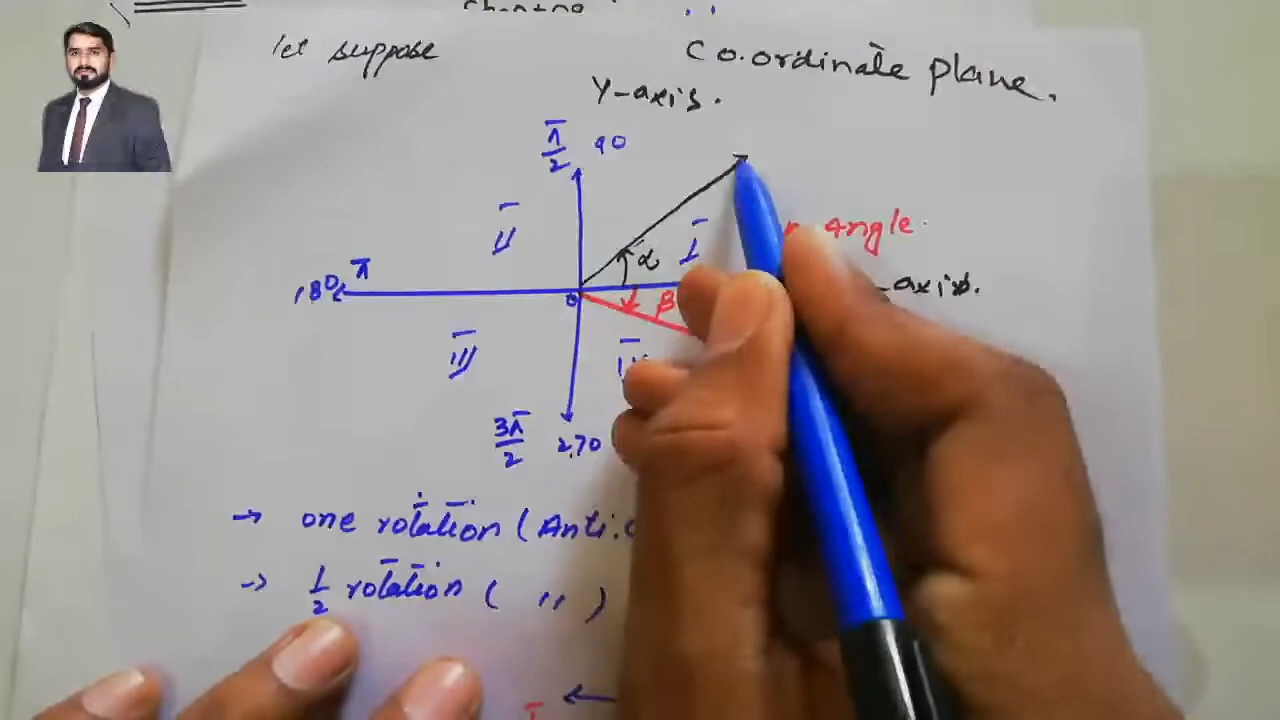 let suppose
Co.ordinate plane.
Y-axis.
π/2 90
II
I
angle.
α
180 π
-axis.
0
β
III
3π/2 270
→ one rotation (Anti.
→ 1/2 rotation ( ,, )